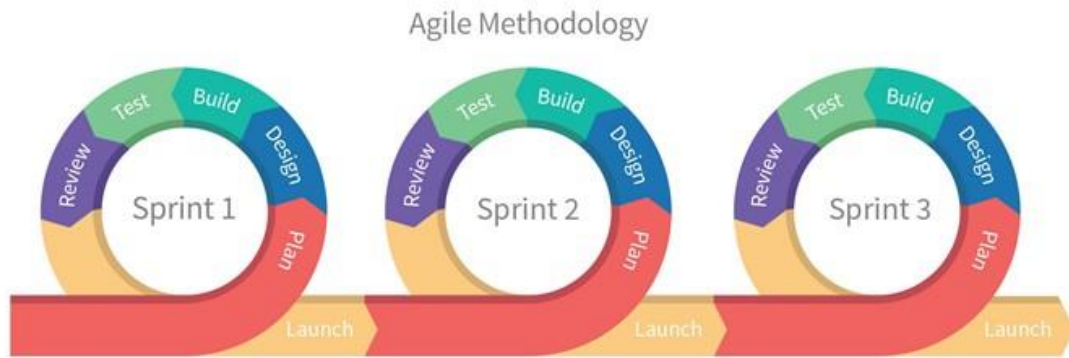 Agile Methodology
Test
Build
Review
Design
Sprint 1
Plan
Launch
Test
Build
Review
Design
Sprint 2
Plan
Launch
Test
Build
Review
Design
Sprint 3
Plan
Launch